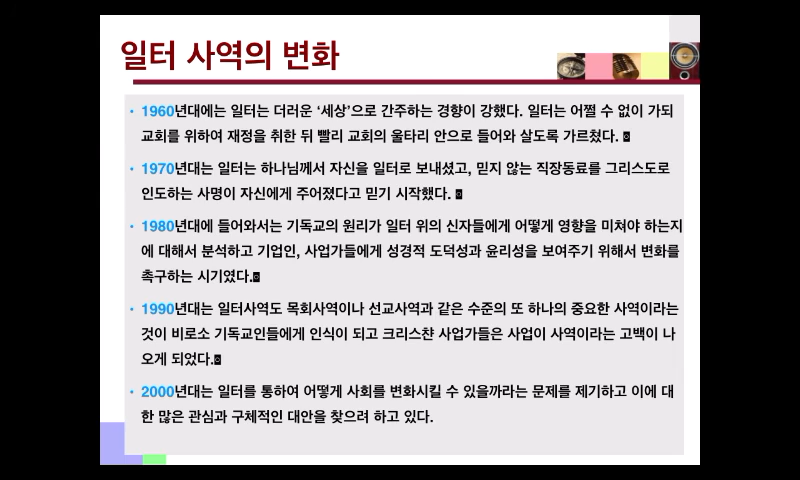 일터 사역의 변화
• 1960년대에는 일터는 더러운 ‘세상’으로 간주하는 경향이 강했다. 일터는 어쩔 수 없이 가되
교회를 위하여 재정을 취한 뒤 빨리 교회의 울타리 안으로 들어와 살도록 가르쳤다.
• 1970년대는 일터는 하나님께서 자신을 일터로 보내셨고, 믿지 않는 직장동료를 그리스도로
인도하는 사명이 자신에게 주어졌다고 믿기 시작했다.
• 1980년대에 들어와서는 기독교의 원리가 일터 위의 신자들에게 어떻게 영향을 미쳐야 하는지
에 대해서 분석하고 기업인, 사업가들에게 성경적 도덕성과 윤리성을 보여주기 위해서 변화를
촉구하는 시기였다.
• 1990년대는 일터사역도 목회사역이나 선교사역과 같은 수준의 또 하나의 중요한 사역이라는
것이 비로소 기독교인들에게 인식이 되고 크리스챤 사업가들은 사업이 사역이라는 고백이 나
오게 되었다.
• 2000년대는 일터를 통하여 어떻게 사회를 변화시킬 수 있을까라는 문제를 제기하고 이에 대
한 많은 관심과 구체적인 대안을 찾으려 하고 있다.